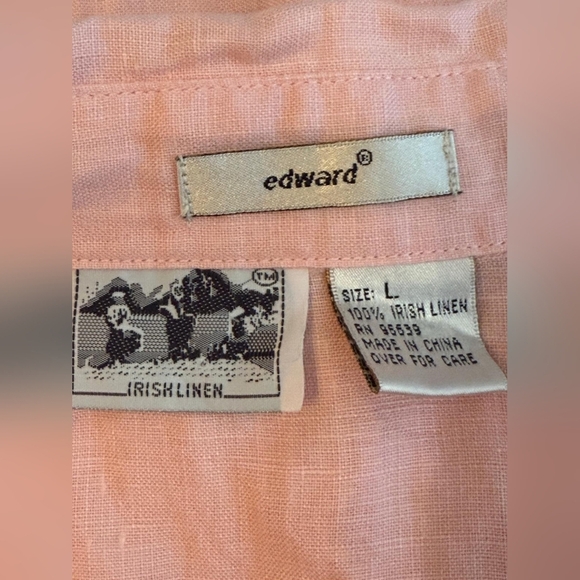 edward®
TM
IRISH LINEN
SIZE: L
100% IRISH LINEN
RN 95539
MADE IN CHINA
OVER FOR CARE